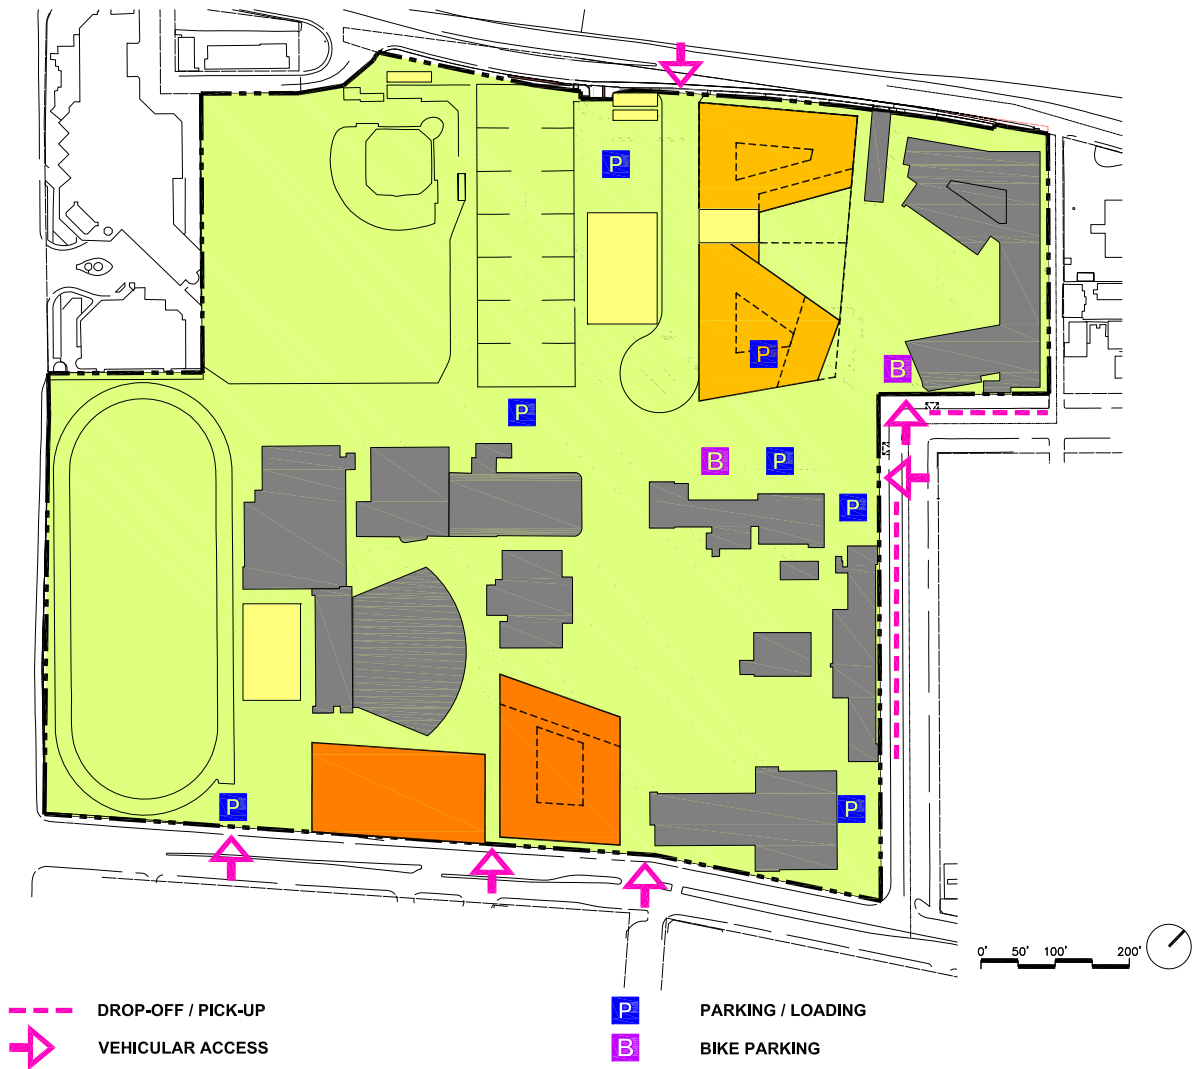 P
P
B
P
B
P
P
P
P
0' 50' 100' 200'
DROP-OFF / PICK-UP
P PARKING / LOADING
VEHICULAR ACCESS
B BIKE PARKING